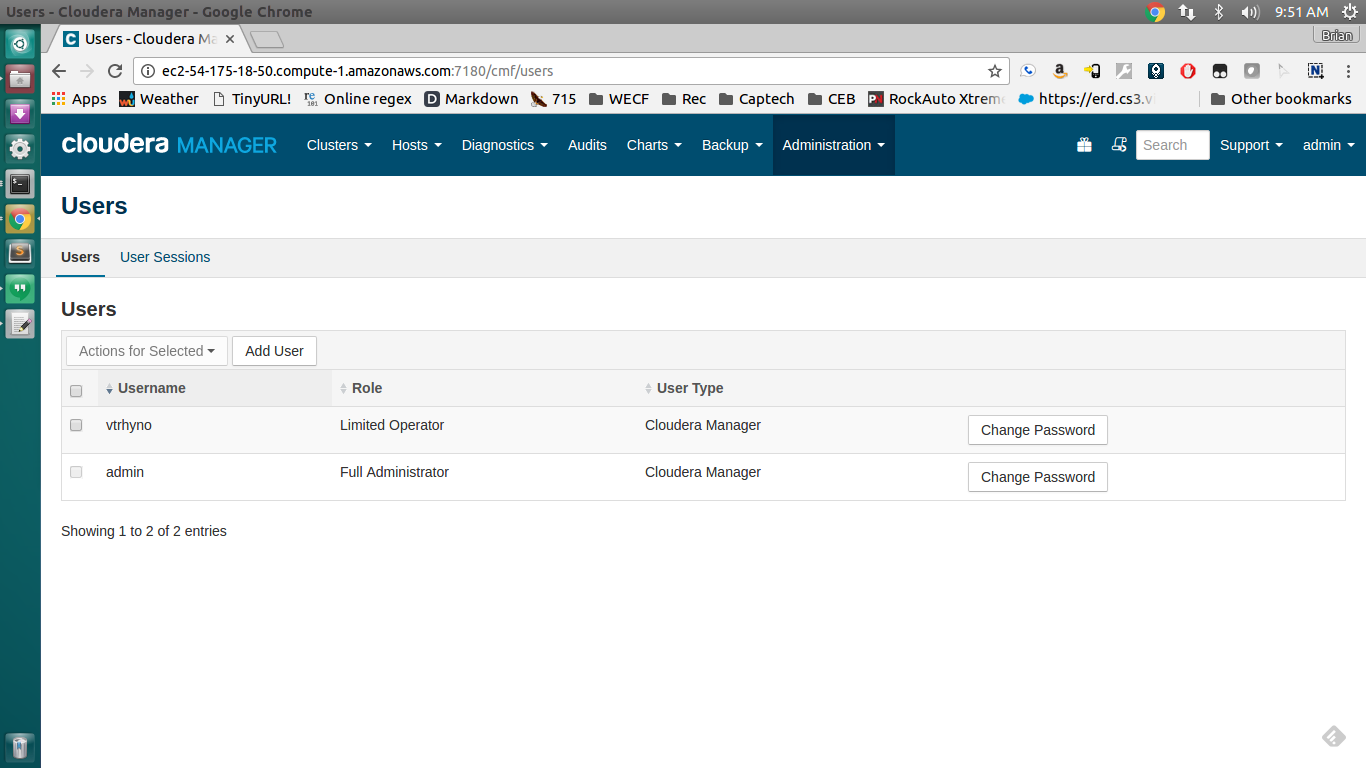 Users - Cloudera Manager - Google Chrome 9:51 AM
Users - Cloudera Ma Brian
ec2-54-175-18-50.compute-1.amazonaws.com:7180/cmf/users
Apps Weather TinyURL! re 101 Online regex Markdown 715 WECF Rec Captech CEB RockAuto Xtreme https://erd.cs3.v Other bookmarks
cloudera MANAGER Clusters Hosts Diagnostics Audits Charts Backup Administration Search Support admin
Users
Users User Sessions
Users
Actions for Selected Add User
Username Role User Type
vtrhyno Limited Operator Cloudera Manager Change Password
admin Full Administrator Cloudera Manager Change Password
Showing 1 to 2 of 2 entries